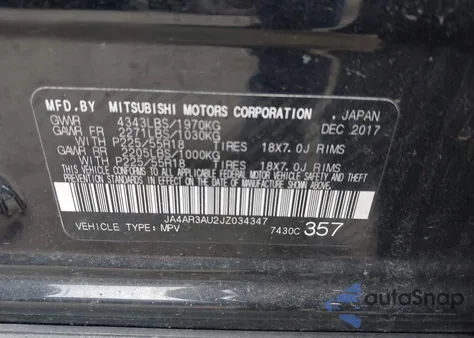 MFD.BY MITSUBISHI MOTORS CORPORATION , JAPAN
GVWR 4343LBS/1970KG DEC 2017
GAWR FR 2271LBS/1030KG
WITH P225/55R18 TIRES 18X7.0J RIMS
GAWR RR 2205LBS/1000KG
WITH P225/55R18 TIRES 18X7.0J RIMS
THIS VEHICLE CONFORMS TO ALL APPLICABLE FEDERAL
MOTOR VEHICLE SAFETY, BUMPER, AND THEFT PREVENTION
STANDARDS IN EFFECT ON THE DATE OF MANUFACTURE
SHOWN ABOVE.
JA4AR3AU2JZ034347
VEHICLE TYPE: MPV 7430C 357
autoSnap